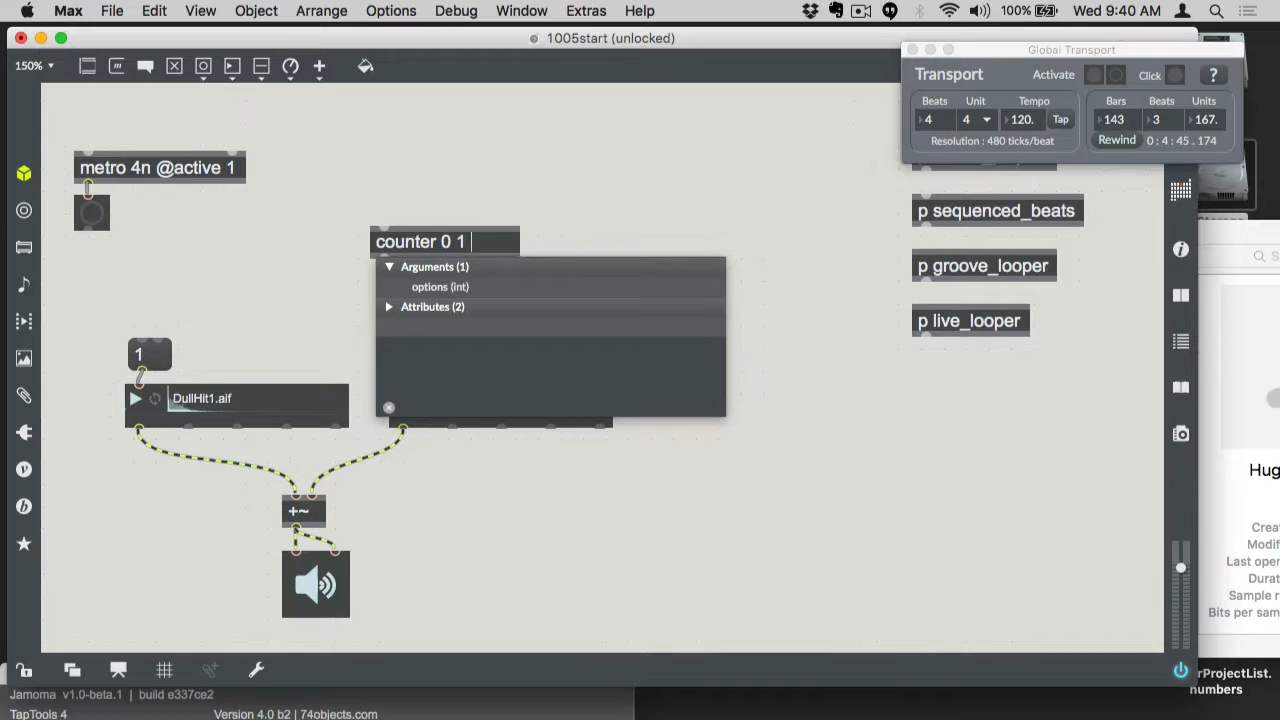 Max File Edit View Object Arrange Options Debug Window Extras Help 100% Wed 9:40 AM
1005start (unlocked)
150%
Global Transport
Transport Activate Click ?
Beats Unit Tempo Bars Beats Units
4 4 120. Tap 143 3 167.
Resolution : 480 ticks/beat Rewind 0 : 4 : 45 . 174
metro 4n @active 1
p sequenced_beats
counter 0 1
Arguments (1)
options (int)
Attributes (2)
p groove_looper
p live_looper
1
DullHit1.aif
+~
Hug
Crea
Modif
Last oper
Dura
Sample r
Bits per sam
rProjectList.
numbers
Jamoma v1.0-beta.1 | build e337ce2
TapTools 4 Version 4.0 b2 | 74objects.com